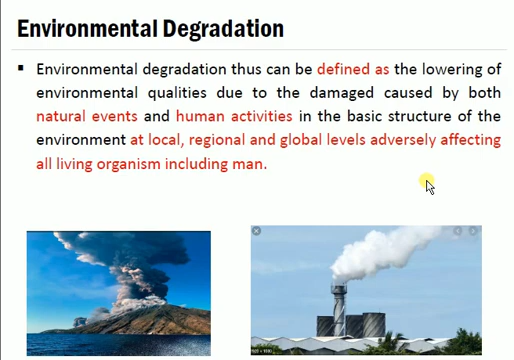 Environmental Degradation
▪ Environmental degradation thus can be defined as the lowering of
environmental qualities due to the damaged caused by both
natural events and human activities in the basic structure of the
environment at local, regional and global levels adversely affecting
all living organism including man.